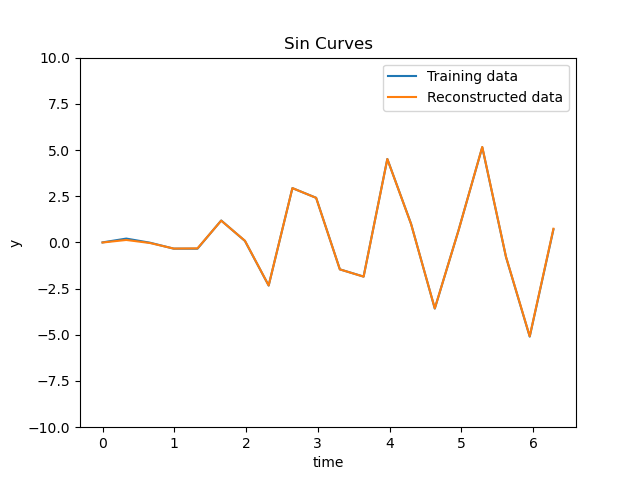 Sin Curves
10.0
7.5
5.0
2.5
0.0
−2.5
−5.0
−7.5
−10.0
y
Training data
Reconstructed data
0 1 2 3 4 5 6
time